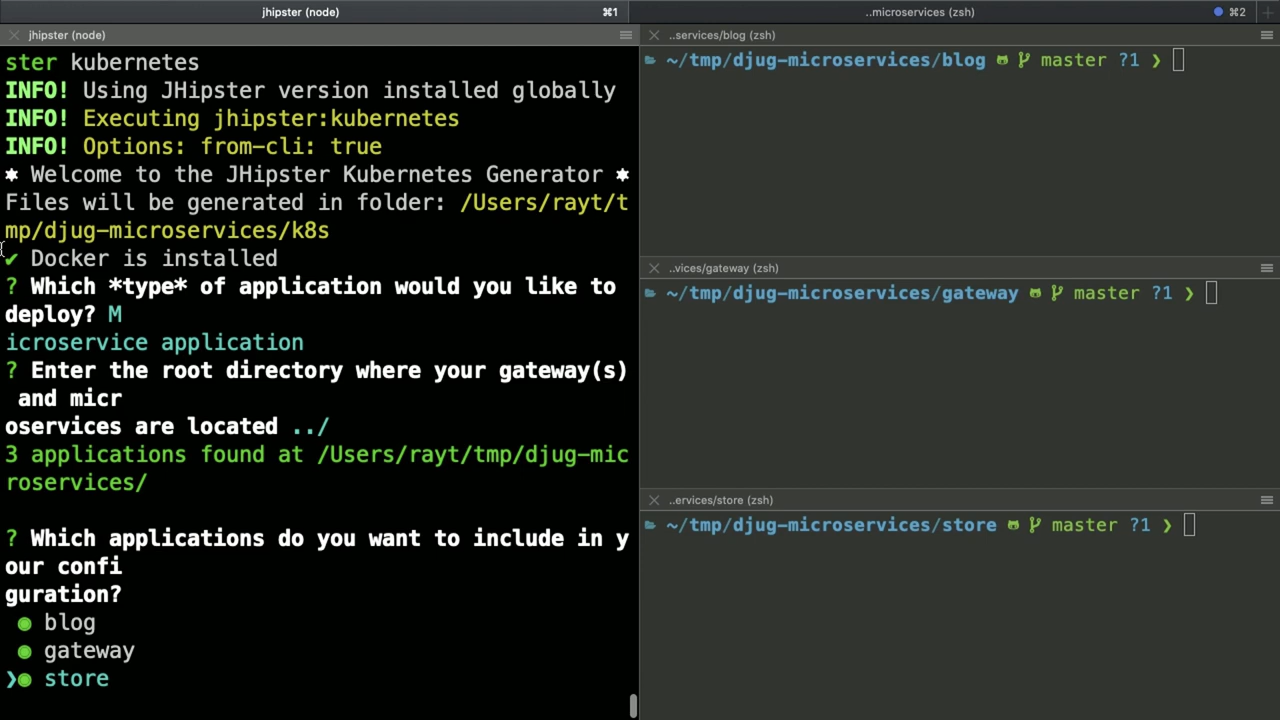 jhipster (node) ⌘1
..microservices (zsh) ⌘2
jhipster (node)
ster kubernetes
INFO! Using JHipster version installed globally
INFO! Executing jhipster:kubernetes
INFO! Options: from-cli: true
✱ Welcome to the JHipster Kubernetes Generator ✱
Files will be generated in folder: /Users/rayt/t
mp/djug-microservices/k8s
✔ Docker is installed
? Which *type* of application would you like to
deploy? M
icroservice application
? Enter the root directory where your gateway(s)
and micr
oservices are located ../
3 applications found at /Users/rayt/tmp/djug-mic
roservices/
? Which applications do you want to include in y
our confi
guration?
◉ blog
◉ gateway
❯◉ store
..services/blog (zsh)
~/tmp/djug-microservices/blog master ?1 ❯
..vices/gateway (zsh)
~/tmp/djug-microservices/gateway master ?1 ❯
..ervices/store (zsh)
~/tmp/djug-microservices/store master ?1 ❯